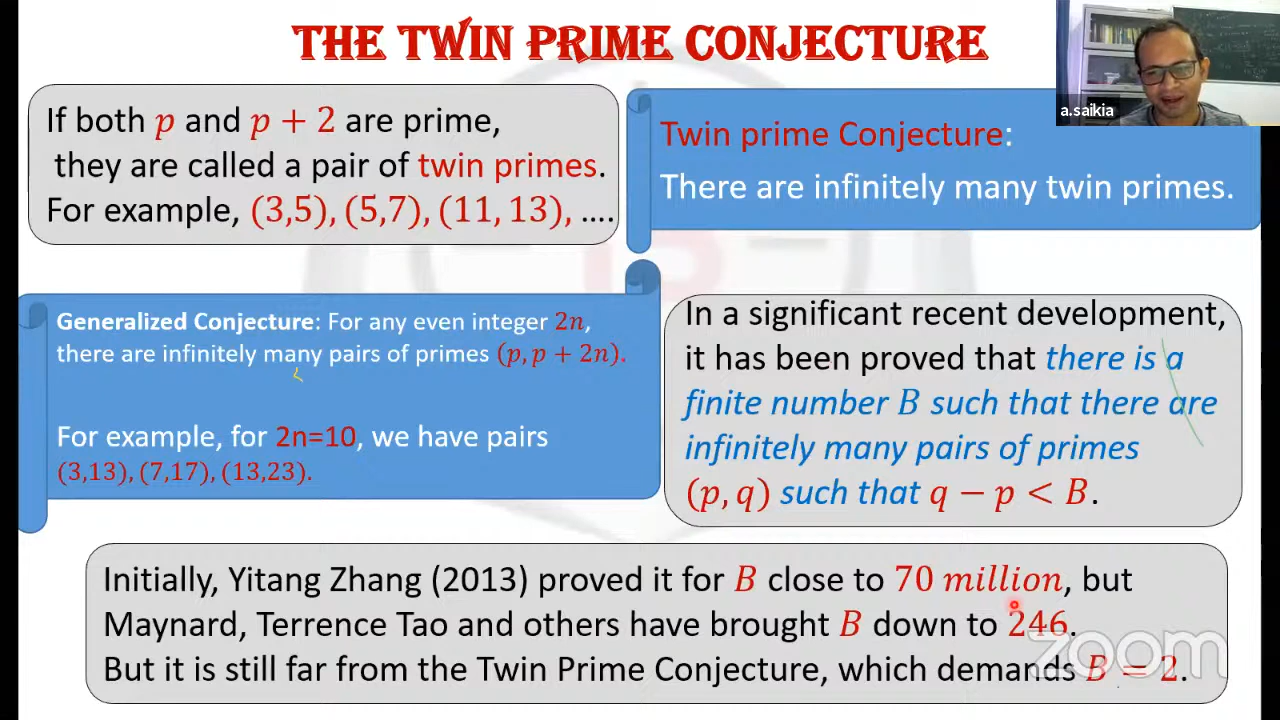 THE TWIN PRIME CONJECTURE
a.saikia
If both p and p + 2 are prime,
they are called a pair of twin primes.
For example, (3,5), (5,7), (11, 13), ....
Twin prime Conjecture:
There are infinitely many twin primes.
Generalized Conjecture: For any even integer 2n,
there are infinitely many pairs of primes (p, p + 2n).
For example, for 2n=10, we have pairs
(3,13), (7,17), (13,23).
In a significant recent development,
it has been proved that there is a
finite number B such that there are
infinitely many pairs of primes
(p, q) such that q − p < B.
Initially, Yitang Zhang (2013) proved it for B close to 70 million, but
Maynard, Terrence Tao and others have brought B down to 246.
But it is still far from the Twin Prime Conjecture, which demands B = 2.
zoom